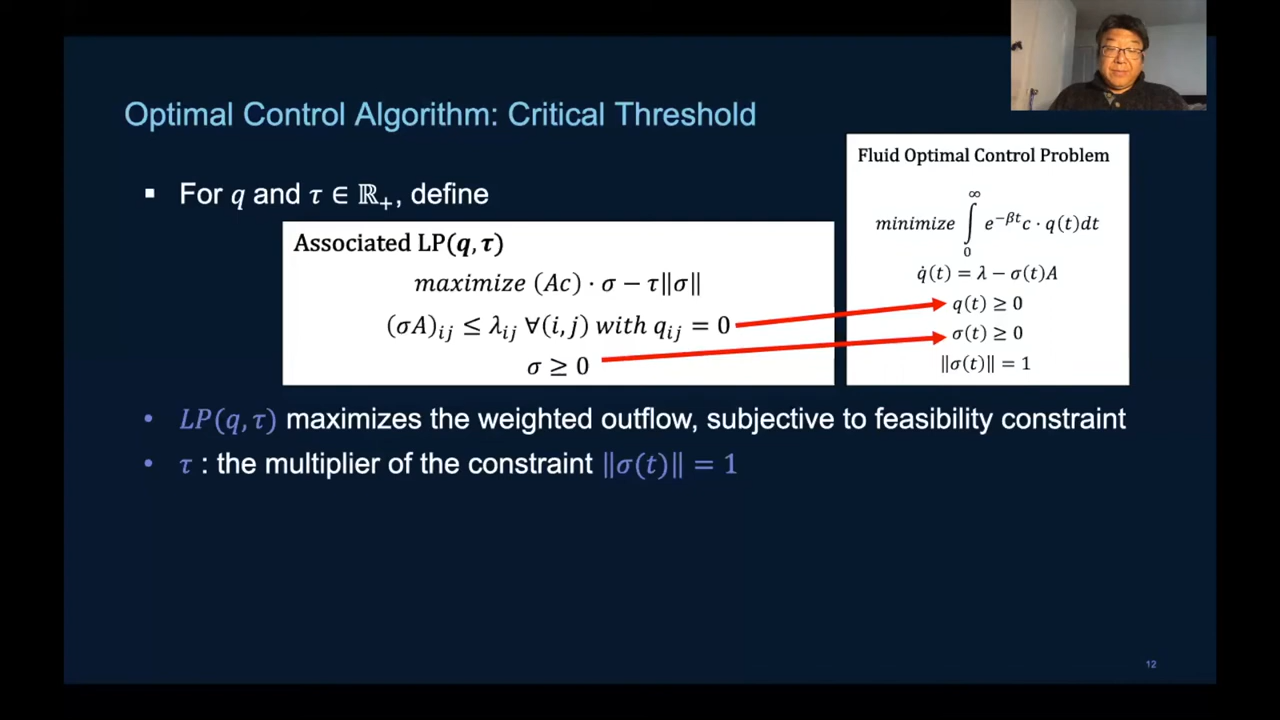 Optimal Control Algorithm: Critical Threshold
▪ For q and τ ∈ ℝ₊, define
Associated LP(q, τ)
maximize (Ac) · σ − τ‖σ‖
(σA)ᵢⱼ ≤ λᵢⱼ ∀(i, j) with qᵢⱼ = 0
σ ≥ 0
Fluid Optimal Control Problem
minimize ∫₀^∞ e^{−βt}c · q(t)dt
q̇(t) = λ − σ(t)A
q(t) ≥ 0
σ(t) ≥ 0
‖σ(t)‖ = 1
• LP(q, τ) maximizes the weighted outflow, subjective to feasibility constraint
• τ : the multiplier of the constraint ‖σ(t)‖ = 1
12